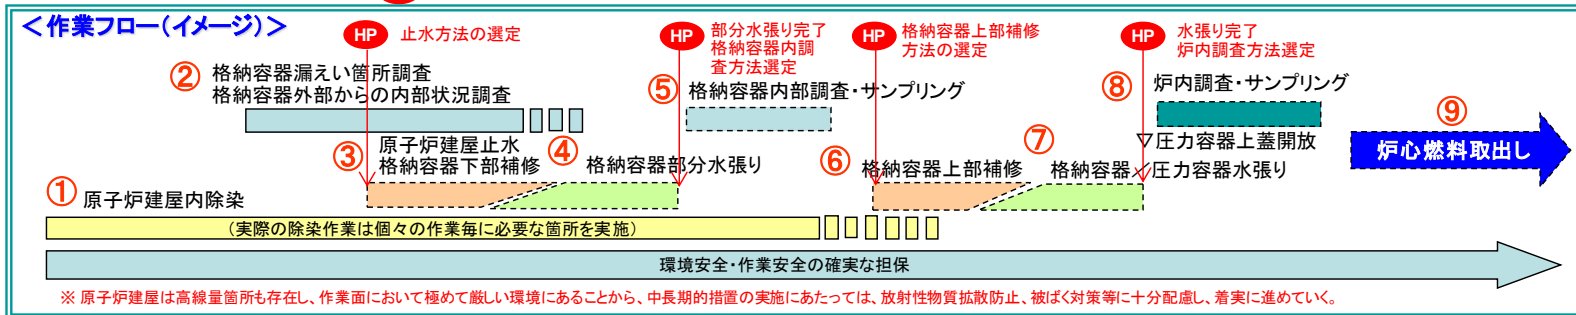 ＜作業フロー(イメージ)＞
HP
止水方法の選定
HP
部分水張り完了
格納容器内調
査方法選定
HP
格納容器上部補修
方法の選定
HP
水張り完了
炉内調査方法選定
②
格納容器漏えい箇所調査
格納容器外部からの内部状況調査
⑤
格納容器内部調査・サンプリング
⑧
炉内調査・サンプリング
⑨
炉心燃料取出し
③
原子炉建屋止水
格納容器下部補修
④
格納容器部分水張り
⑥
格納容器上部補修
⑦
▽圧力容器上蓋開放
格納容器／圧力容器水張り
①
原子炉建屋内除染
（実際の除染作業は個々の作業毎に必要な箇所を実施）
環境安全・作業安全の確実な担保
※ 原子炉建屋は高線量箇所も存在し、作業面において極めて厳しい環境にあることから、中長期的措置の実施にあたっては、放射性物質拡散防止、被ばく対策等に十分配慮し、着実に進めていく。